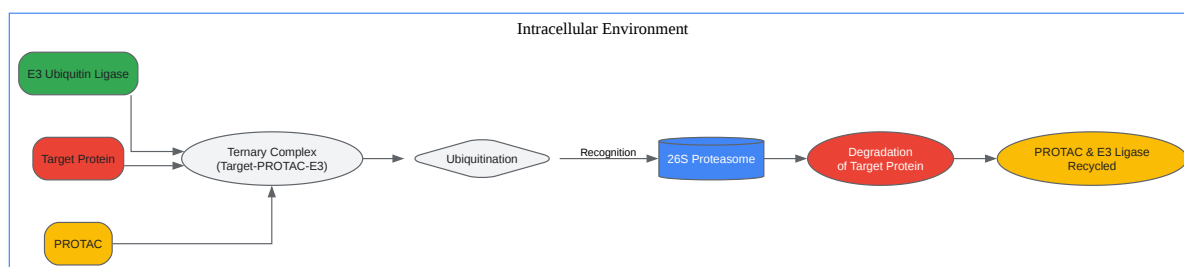 Intracellular Environment
E3 Ubiquitin Ligase
Target Protein
PROTAC
Ternary Complex
(Target-PROTAC-E3)
Ubiquitination
Recognition
26S Proteasome
Degradation
of Target Protein
PROTAC & E3 Ligase
Recycled